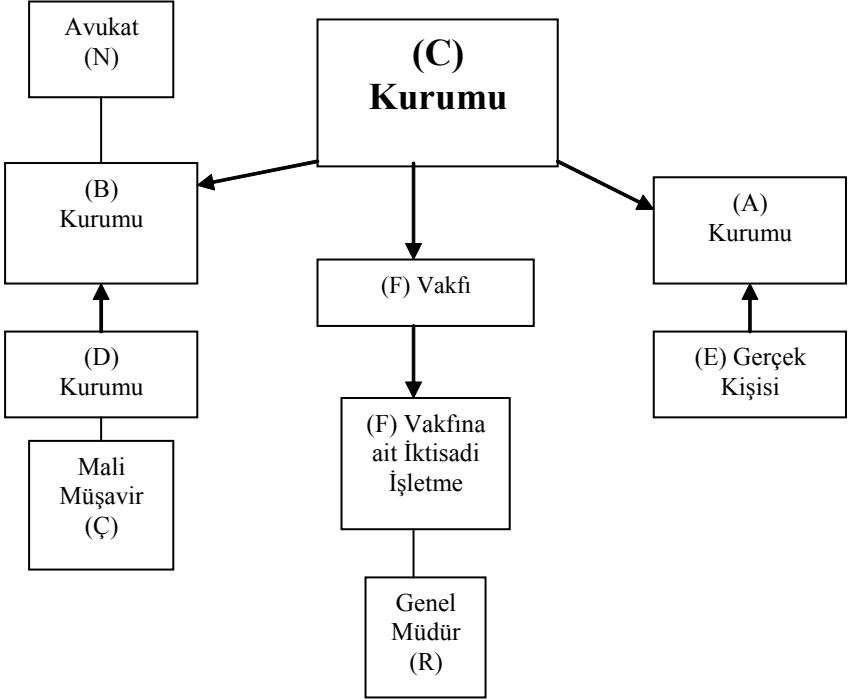 Avukat
(N)
(C)
Kurumu
(B)
Kurumu
(A)
Kurumu
(F) Vakfı
(D)
Kurumu
(E) Gerçek
Kişisi
(F) Vakfına
ait İktisadi
İşletme
Mali
Müşavir
(Ç)
Genel
Müdür
(R)